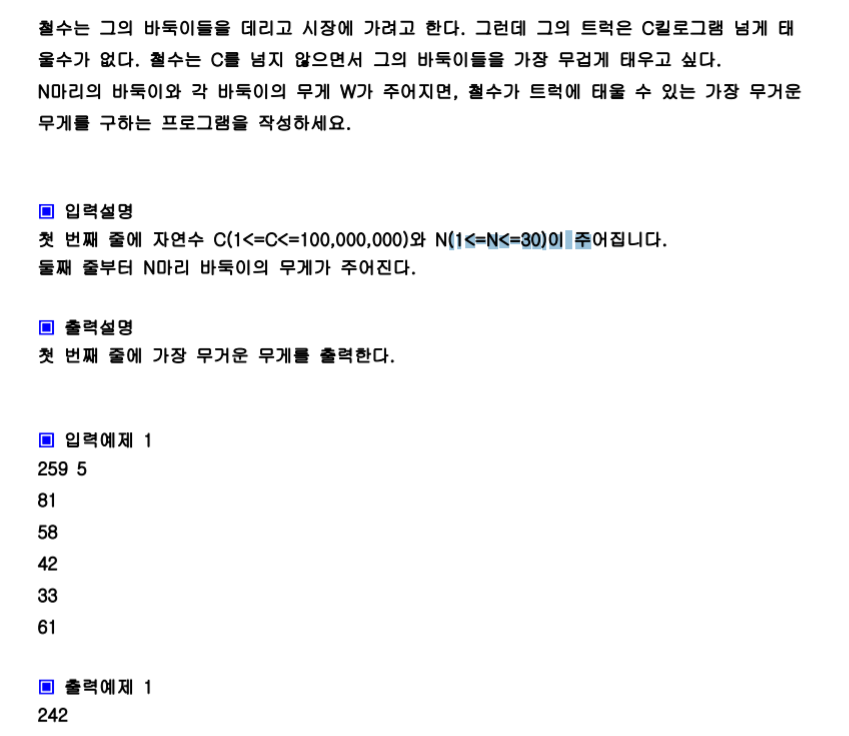 철수는 그의 바둑이들을 데리고 시장에 가려고 한다. 그런데 그의 트럭은 C킬로그램 넘게 태
울수가 없다. 철수는 C를 넘지 않으면서 그의 바둑이들을 가장 무겁게 태우고 싶다.
N마리의 바둑이와 각 바둑이의 무게 W가 주어지면, 철수가 트럭에 태울 수 있는 가장 무거운
무게를 구하는 프로그램을 작성하세요.
▣ 입력설명
첫 번째 줄에 자연수 C(1<=C<=100,000,000)와 N(1<=N<=30)이 주어집니다.
둘째 줄부터 N마리 바둑이의 무게가 주어진다.
▣ 출력설명
첫 번째 줄에 가장 무거운 무게를 출력한다.
▣ 입력예제 1
259 5
81
58
42
33
61
▣ 출력예제 1
242